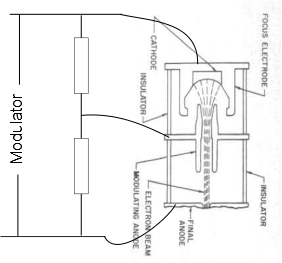 Modulator
CATHODE
INSULATOR
FOCUS ELECTRODE
MODULATING ANODE
ELECTRON BEAM
FINAL
ANODE
INSULATOR